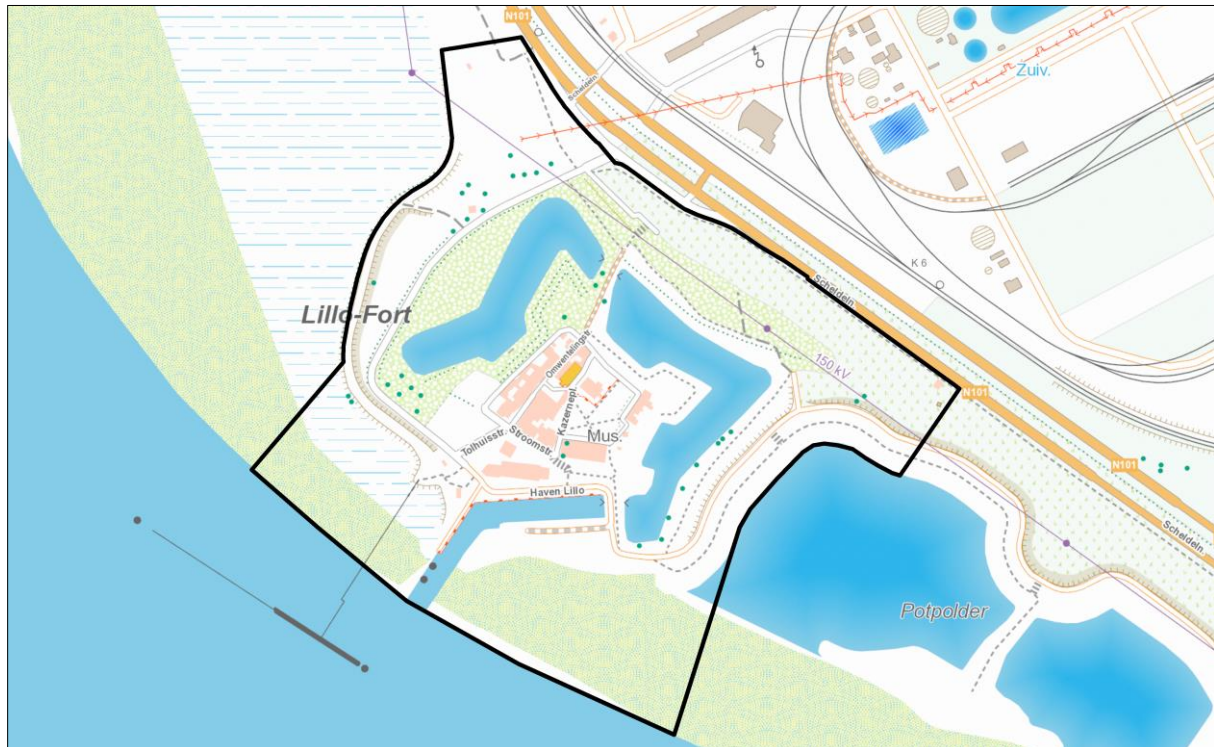 N101
Scheldeln
Zuiv.
K 6
Scheldeln
Lillo-Fort
Omwentelingstr.
150 kV
N101
Kazernepl.
Mus.
Tolhuisstr.
Stroomstr.
N101
Haven Lillo
Scheldeln
Potpolder